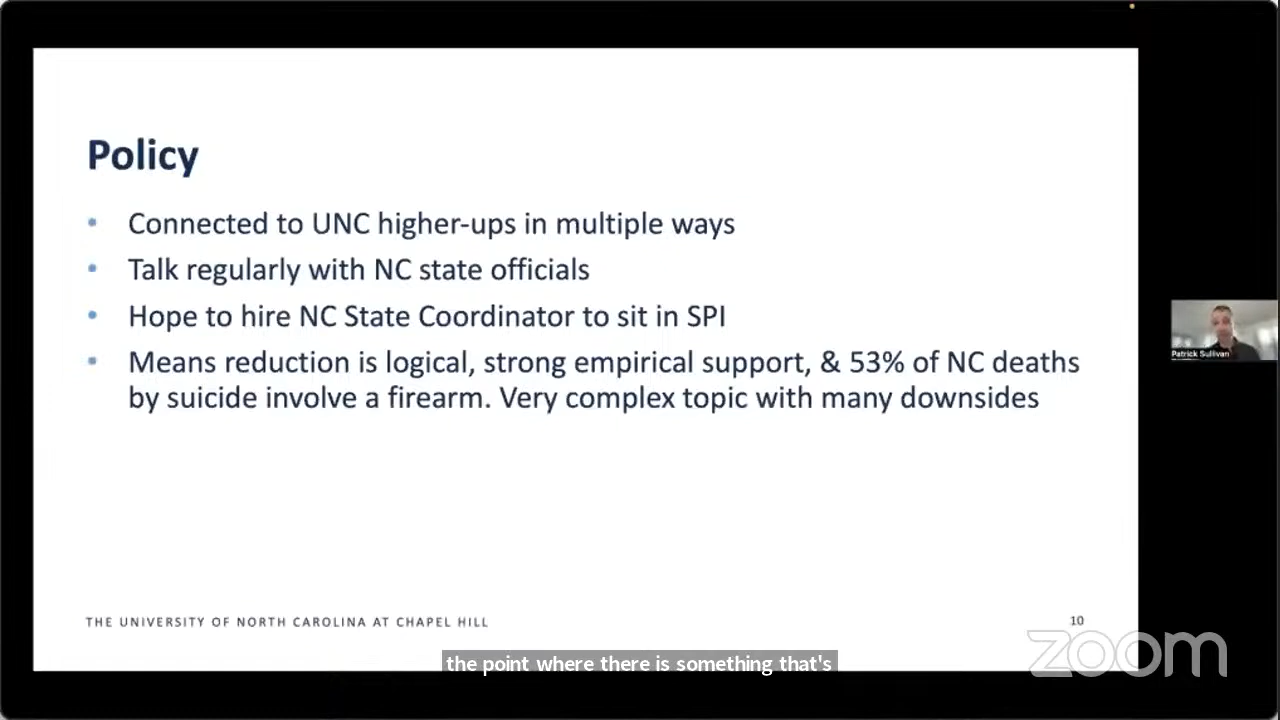 Policy
• Connected to UNC higher-ups in multiple ways
• Talk regularly with NC state officials
• Hope to hire NC State Coordinator to sit in SPI
• Means reduction is logical, strong empirical support, & 53% of NC deaths
by suicide involve a firearm. Very complex topic with many downsides
Patrick Sullivan
THE UNIVERSITY OF NORTH CAROLINA AT CHAPEL HILL
10
zoom
the point where there is something that's